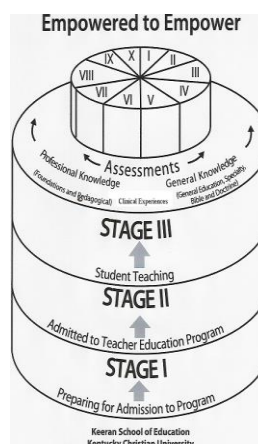 Empowered to Empower
IX X I II
VIII III
VII VI V IV
Assessments
Professional Knowledge
(Foundations and Pedagogical)
Clinical Experiences
General Knowledge
(General Education, Specialty,
Bible and Doctrine)
STAGE III
Student Teaching
STAGE II
Admitted to Teacher Education Program
STAGE I
Preparing for Admission to Program
Keeran School of Education
Kentucky Christian University